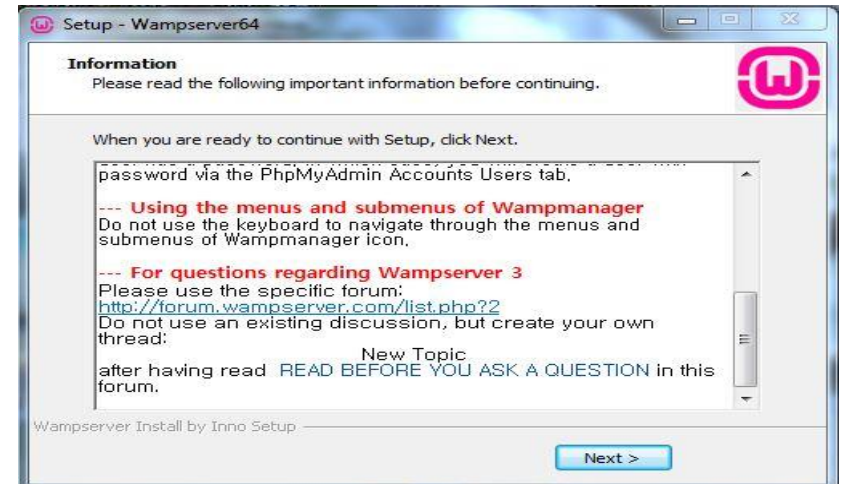 Setup - Wampserver64
Information
Please read the following important information before continuing.
When you are ready to continue with Setup, click Next.
password via the PhpMyAdmin Accounts Users tab,
--- Using the menus and submenus of Wampmanager
Do not use the keyboard to navigate through the menus and
submenus of Wampmanager icon,
--- For questions regarding Wampserver 3
Please use the specific forum:
http://forum.wampserver.com/list.php?2
Do not use an existing discussion, but create your own
thread:
New Topic
after having read READ BEFORE YOU ASK A QUESTION in this
forum.
Wampserver Install by Inno Setup
Next >